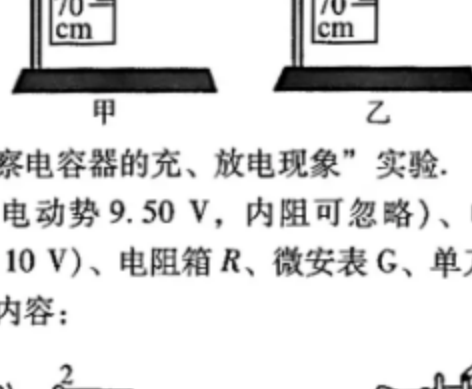 70 70
cm cm
甲 乙
察电容器的充、放电现象”实验.
电动势 9.50 V，内阻可忽略）、
10 V）、电阻箱 R、微安表 G、单
内容：
2